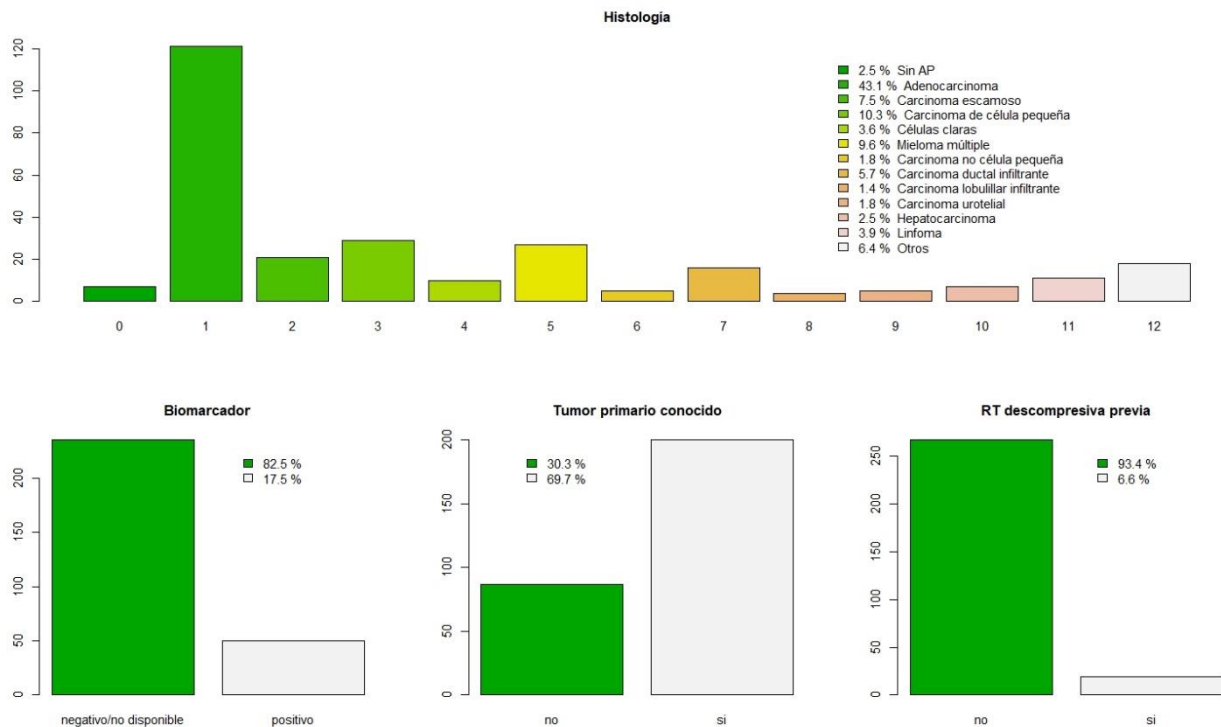 Histología
120
100
80
60
40
20
0
2.5 % Sin AP
43.1 % Adenocarcinoma
7.5 % Carcinoma escamoso
10.3 % Carcinoma de célula pequeña
3.6 % Células claras
9.6 % Mieloma múltiple
1.8 % Carcinoma no célula pequeña
5.7 % Carcinoma ductal infiltrante
1.4 % Carcinoma lobulillar infiltrante
1.8 % Carcinoma urotelial
2.5 % Hepatocarcinoma
3.9 % Linfoma
6.4 % Otros
0 1 2 3 4 5 6 7 8 9 10 11 12
Biomarcador
200
150
100
50
0
82.5 %
17.5 %
negativo/no disponible positivo
Tumor primario conocido
200
150
100
50
0
30.3 %
69.7 %
no si
RT descompresiva previa
250
200
150
100
50
0
93.4 %
6.6 %
no si